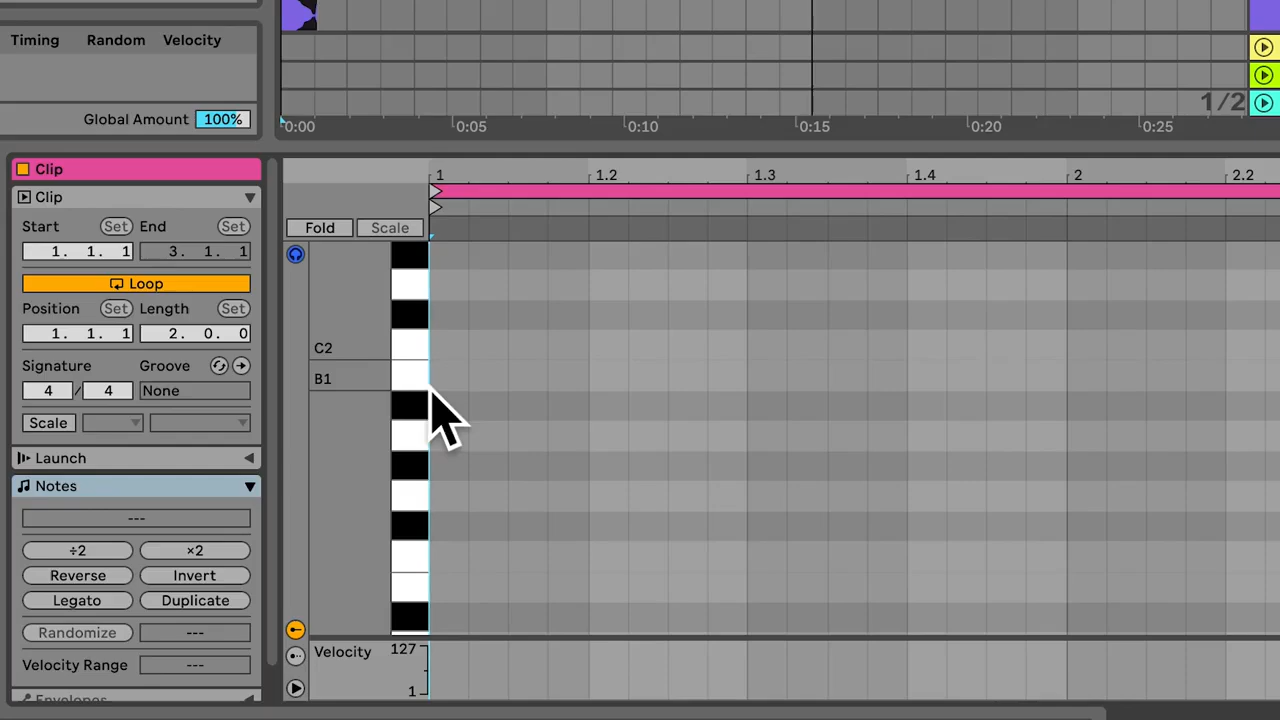 Timing Random Velocity
Global Amount 100%
1/2
0:00 0:05 0:10 0:15 0:20 0:25
Clip
Clip
Start Set End Set
1. 1. 1 3. 1. 1
Loop
Position Set Length Set
1. 1. 1 2. 0. 0
Signature Groove
4 / 4 None
Scale
Launch
Notes
---
÷2 ×2
Reverse Invert
Legato Duplicate
Randomize ---
Velocity Range ---
Envelopes
1 1.2 1.3 1.4 2 2.2
Fold Scale
C2
B1
Velocity 127
1